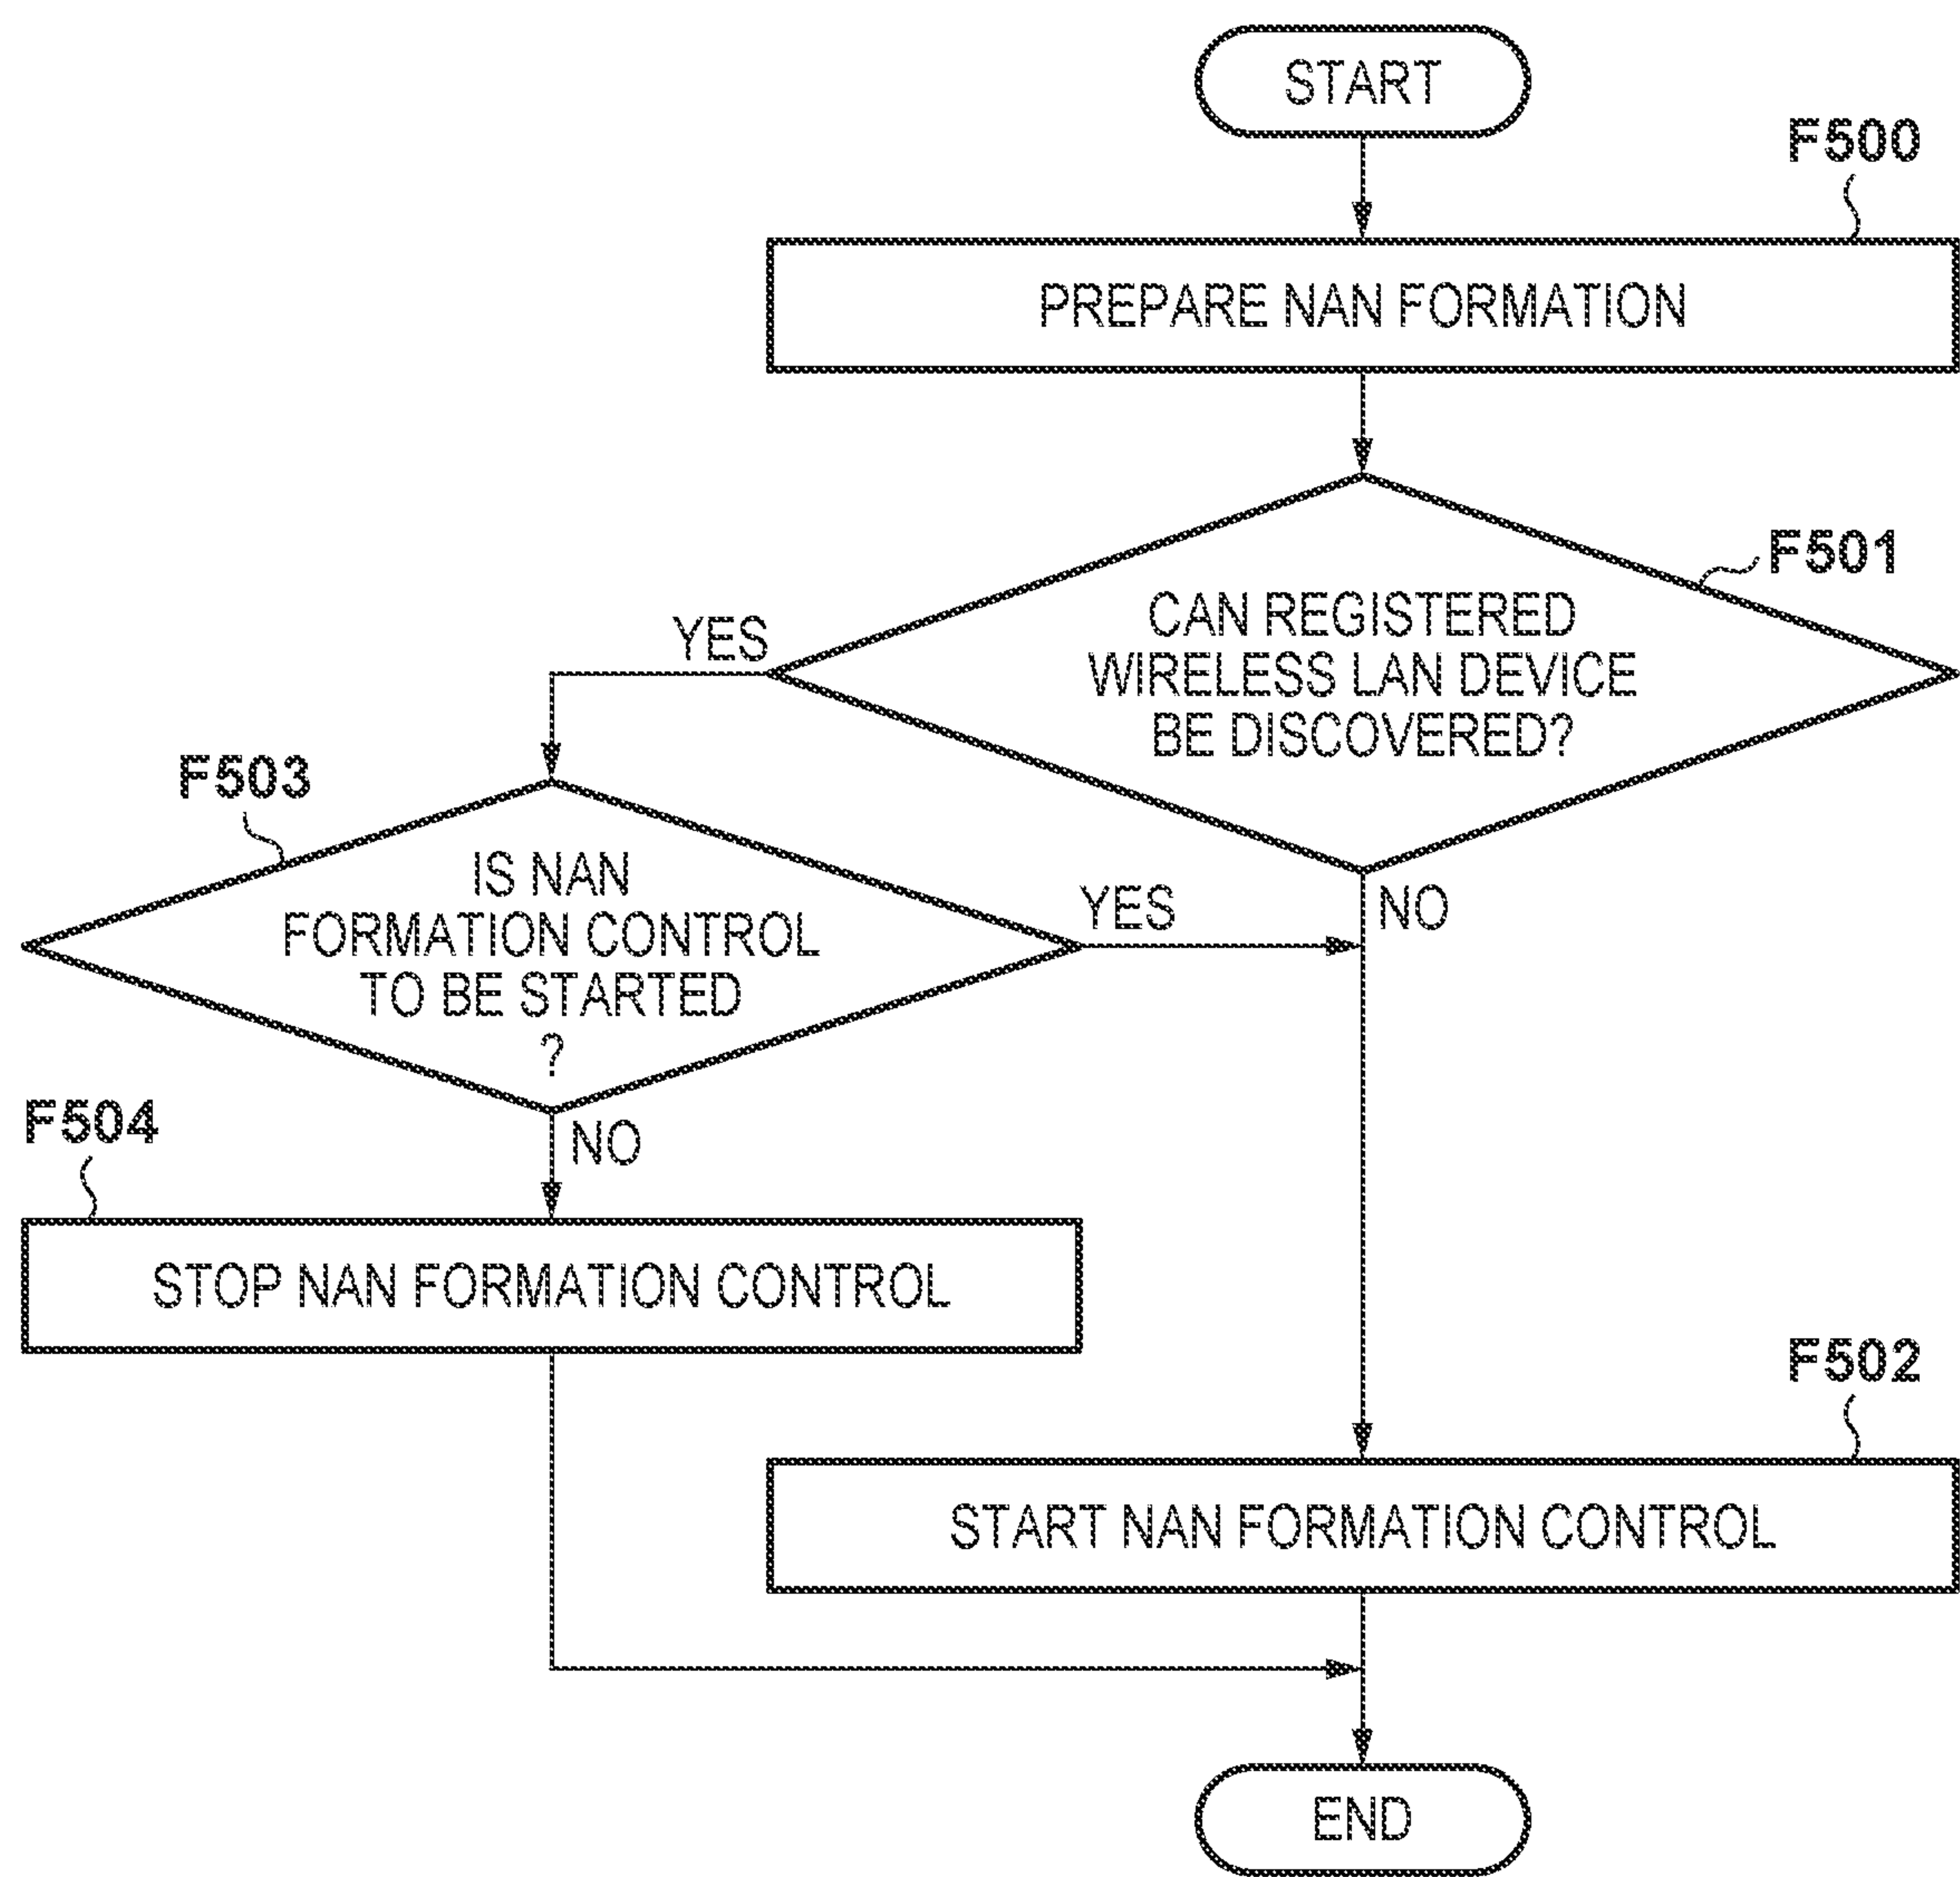 START
F500
PREPARE NAN FORMATION
F501
CAN REGISTERED
WIRELESS LAN DEVICE
BE DISCOVERED?
YES
NO
F503
IS NAN
FORMATION CONTROL
TO BE STARTED
?
YES
NO
F504
STOP NAN FORMATION CONTROL
F502
START NAN FORMATION CONTROL
END